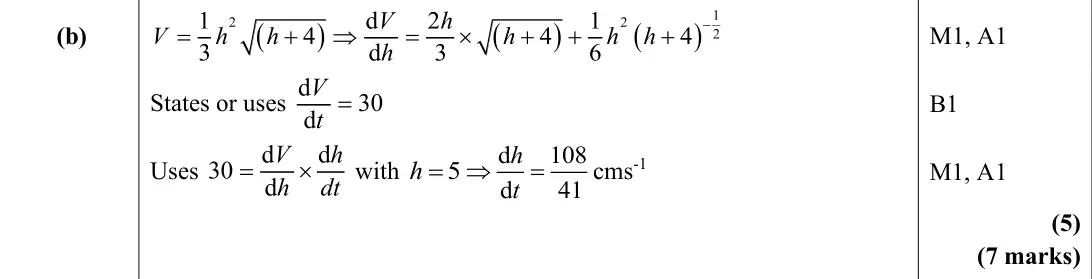 (b) V = 1/3 h² √(h+4) ⇒ dV/dh = 2h/3 × √(h+4) + 1/6 h² (h+4)^(-1/2) M1, A1
States or uses dV/dt = 30 B1
Uses 30 = dV/dh × dh/dt with h = 5 ⇒ dh/dt = 108/41 cms⁻¹ M1, A1
(5)
(7 marks)